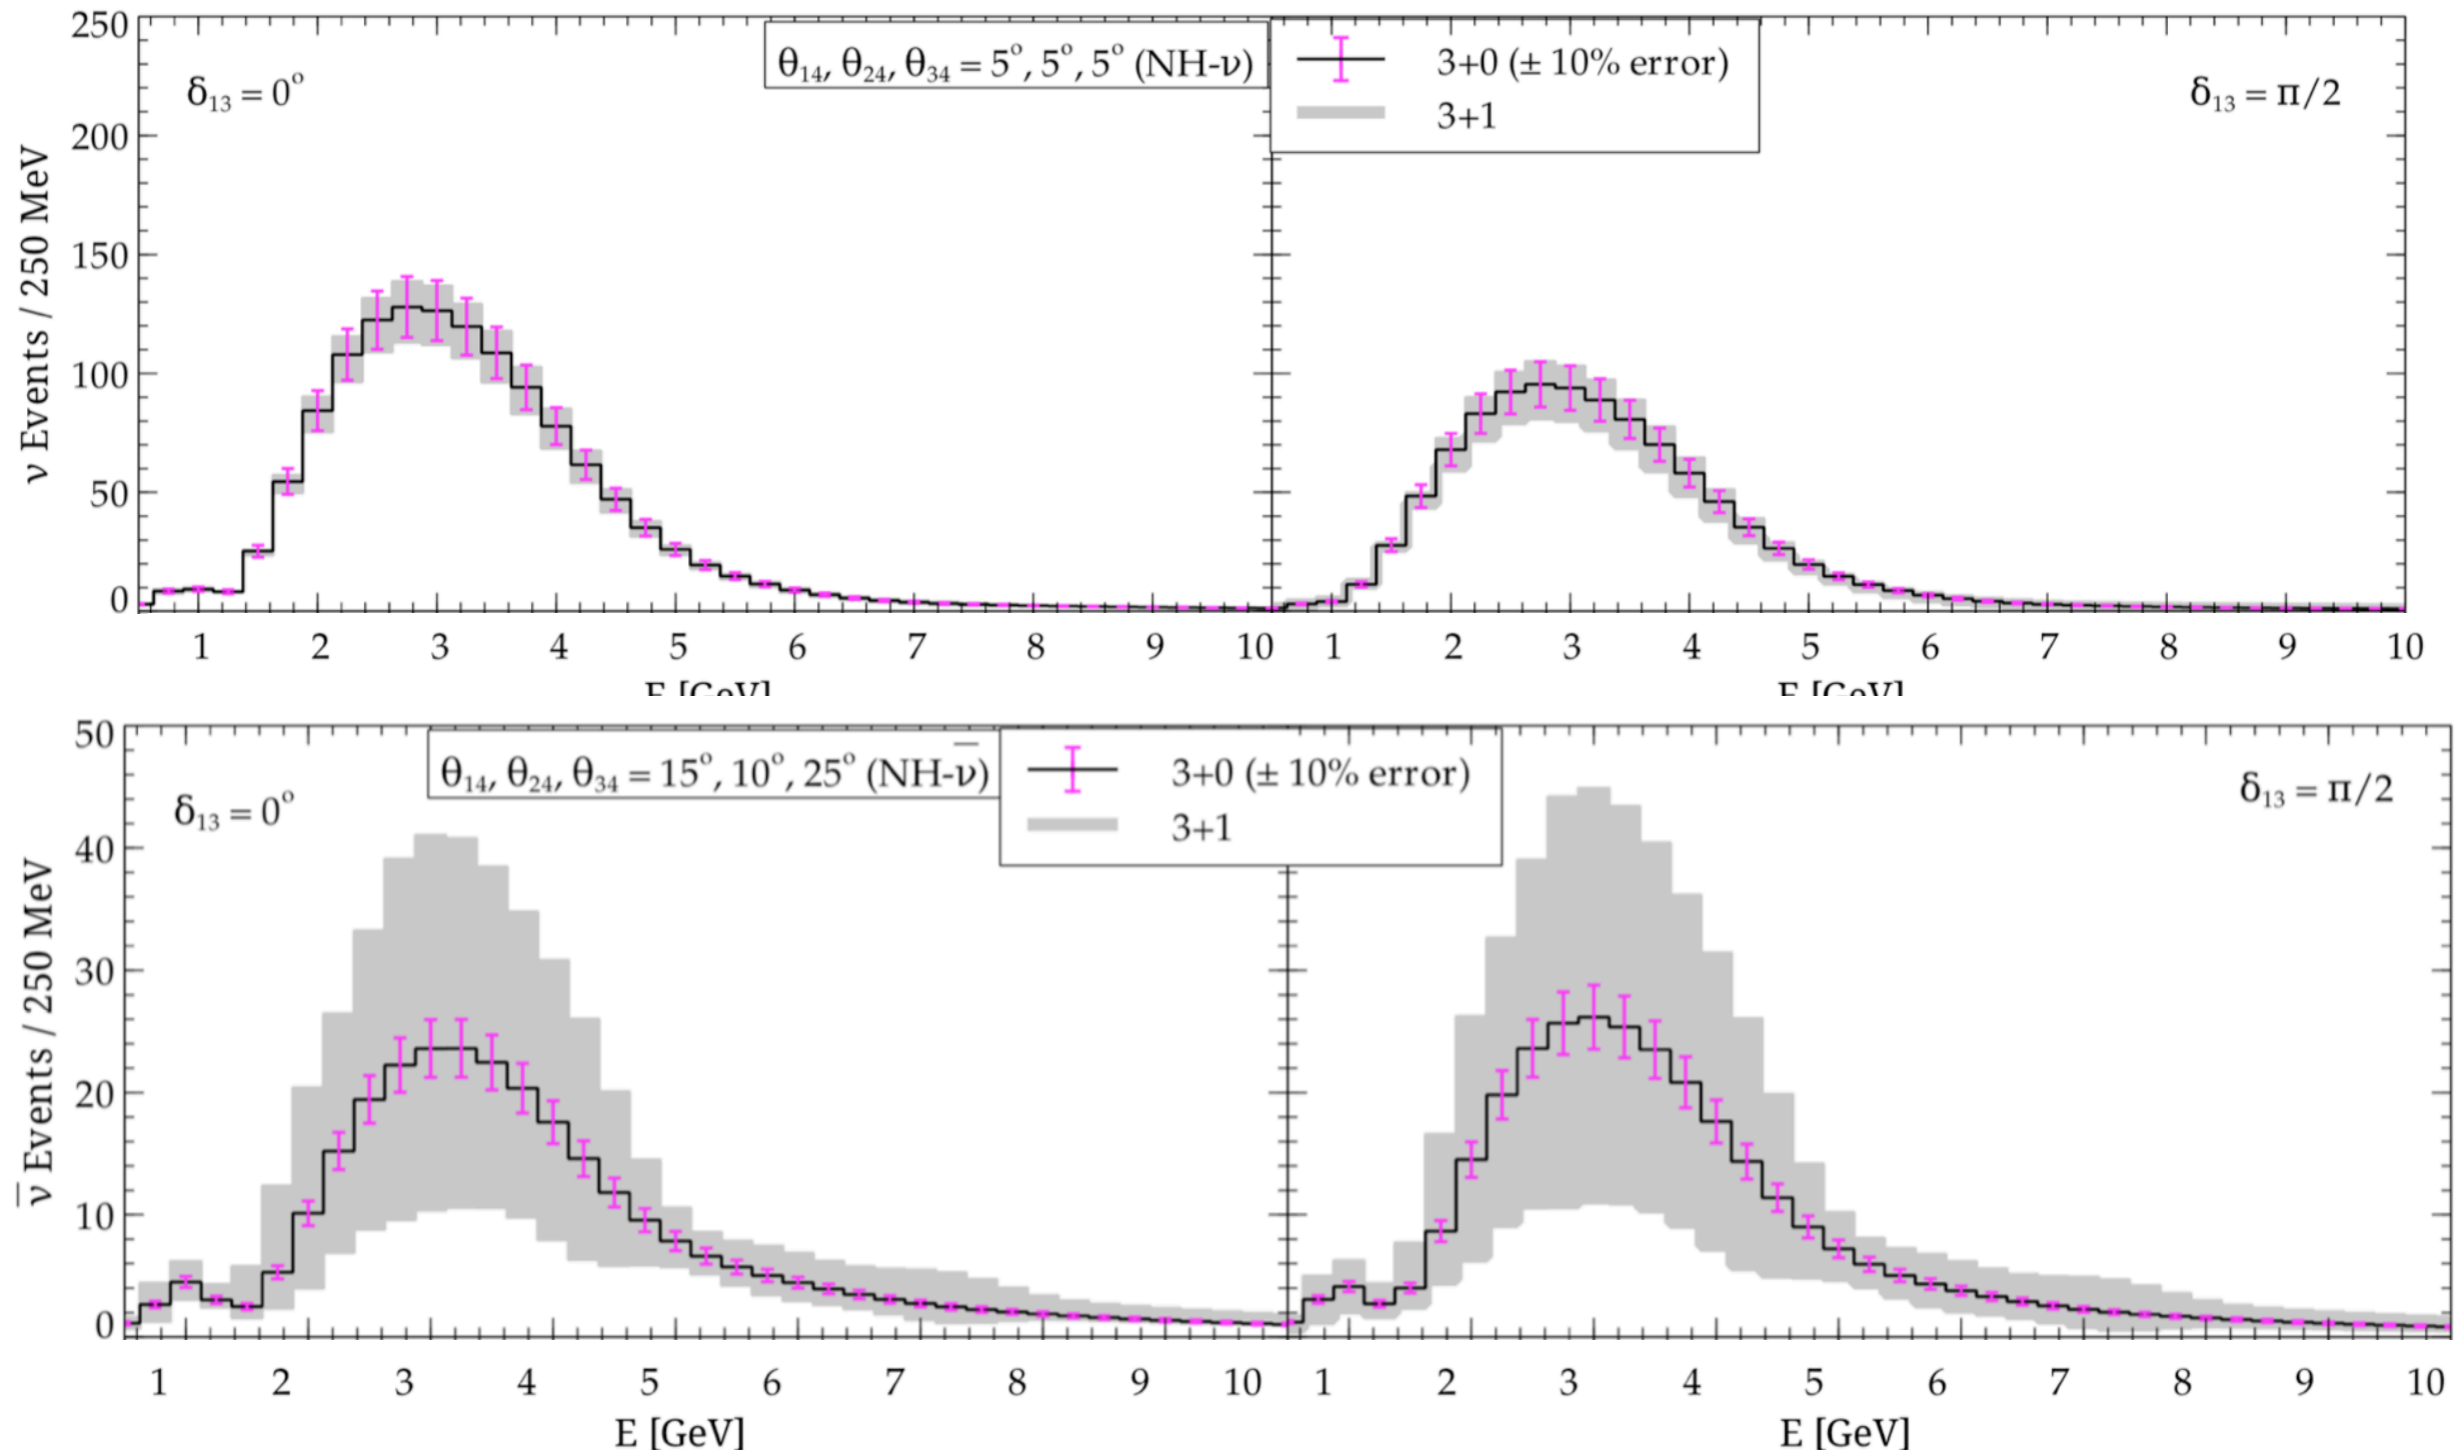 250
200
150
100
50
0
ν Events / 250 MeV
δ₁₃ = 0°
θ₁₄, θ₂₄, θ₃₄ = 5°, 5°, 5° (NH-ν)
3+0 (± 10% error)
3+1
δ₁₃ = π/2
1 2 3 4 5 6 7 8 9 10 1 2 3 4 5 6 7 8 9 10
E [GeV] E [GeV]
50
40
30
20
10
0
ν̅ Events / 250 MeV
δ₁₃ = 0°
θ₁₄, θ₂₄, θ₃₄ = 15°, 10°, 25° (NH-ν̅)
3+0 (± 10% error)
3+1
δ₁₃ = π/2
1 2 3 4 5 6 7 8 9 10 1 2 3 4 5 6 7 8 9 10
E [GeV] E [GeV]